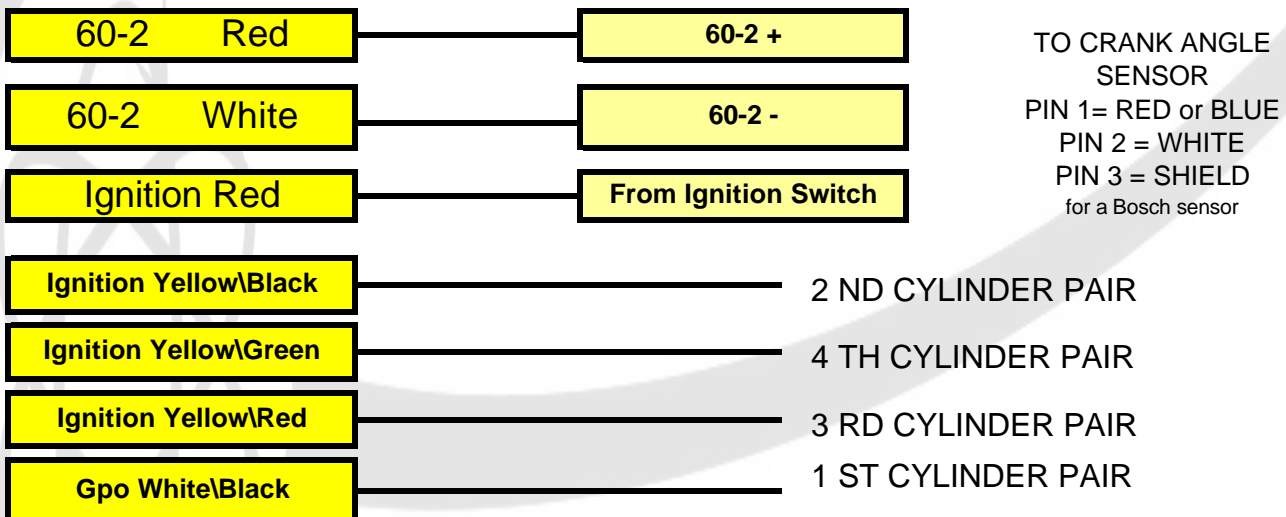 60-2 Red
60-2 +
60-2 White
60-2 -
Ignition Red
From Ignition Switch
TO CRANK ANGLE
SENSOR
PIN 1= RED or BLUE
PIN 2 = WHITE
PIN 3 = SHIELD
for a Bosch sensor
Ignition Yellow\Black
2 ND CYLINDER PAIR
Ignition Yellow\Green
4 TH CYLINDER PAIR
Ignition Yellow\Red
3 RD CYLINDER PAIR
Gpo White\Black
1 ST CYLINDER PAIR